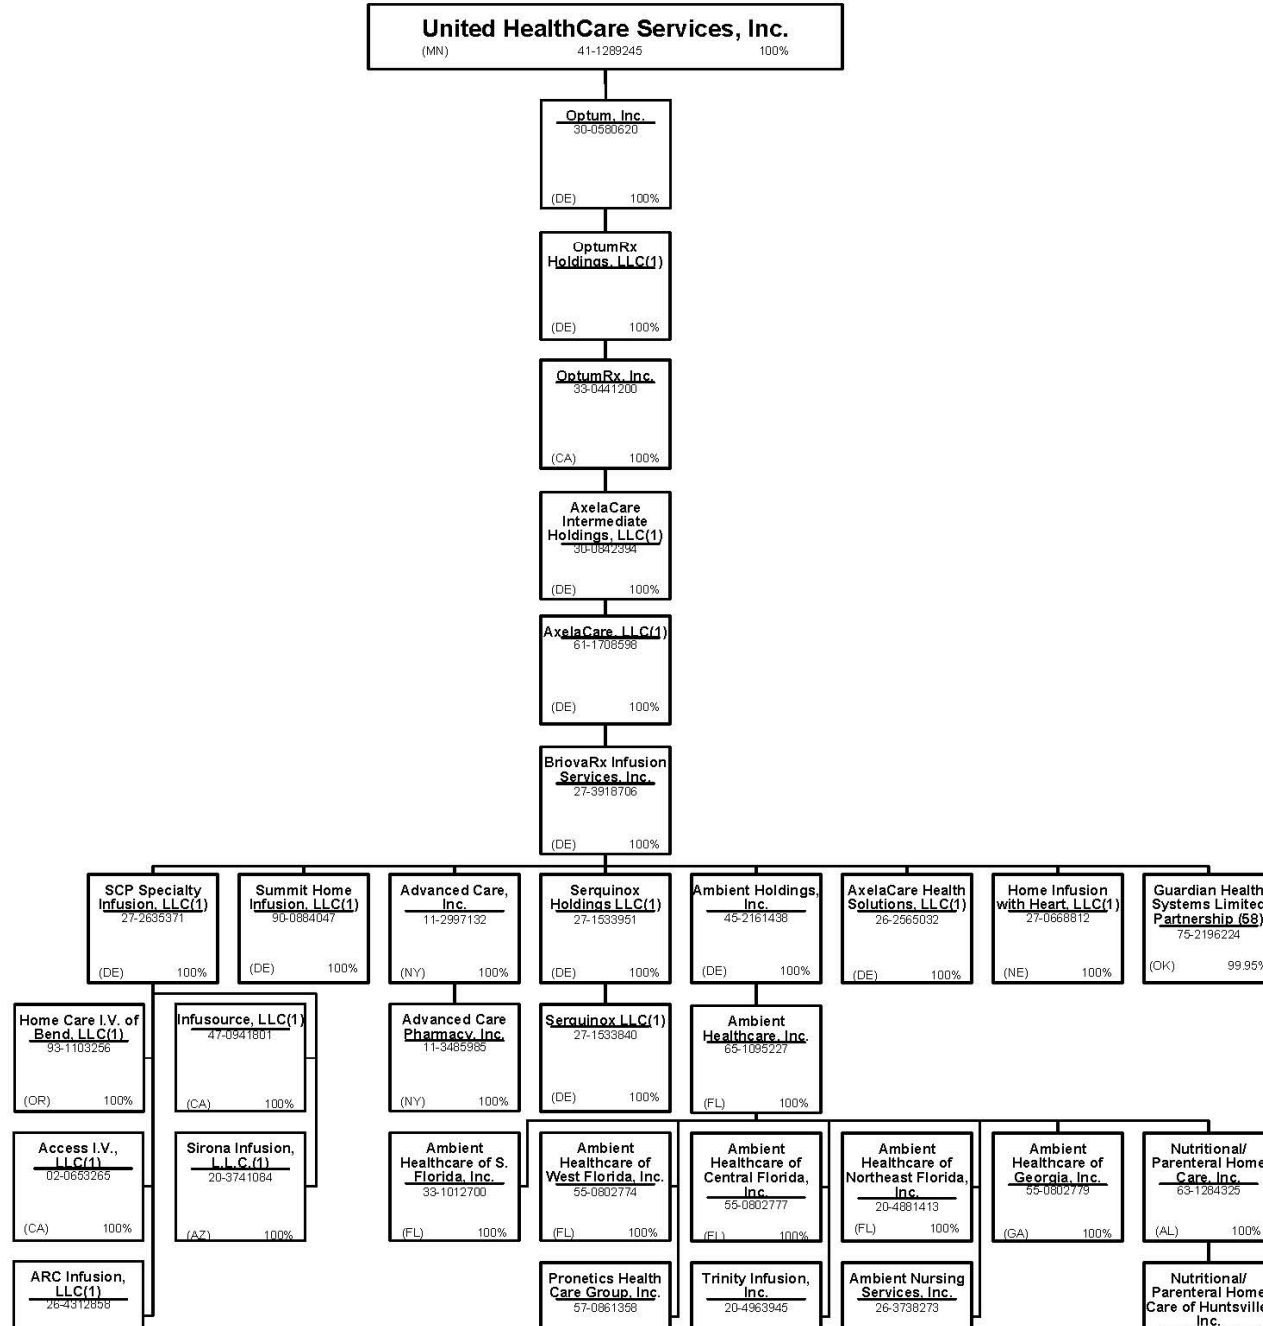 United HealthCare Services, Inc.
(MN) 41-1289245 100%
Optum, Inc.
30-0580620
(DE) 100%
OptumRx
Holdings, LLC(1)
(DE) 100%
OptumRx, Inc.
33-0441200
(CA) 100%
AxelaCare
Intermediate
Holdings, LLC(1)
30-0842394
(DE) 100%
AxelaCare, LLC(1)
61-1708598
(DE) 100%
BriovaRx Infusion
Services, Inc.
27-3918706
(DE) 100%
SCP Specialty
Infusion, LLC(1)
27-2635371
(DE) 100%
Summit Home
Infusion, LLC(1)
90-0884047
(DE) 100%
Advanced Care,
Inc.
11-2997132
(NY) 100%
Serquinox
Holdings LLC(1)
27-1533951
(DE) 100%
Ambient Holdings,
Inc.
45-2161438
(DE) 100%
AxelaCare Health
Solutions, LLC(1)
26-2565032
(DE) 100%
Home Infusion
with Heart, LLC(1)
27-0668812
(NE) 100%
Guardian Health
Systems Limited
Partnership (58)
75-2196224
(OK) 99.95%
Home Care I.V. of
Bend, LLC(1)
93-1103256
(OR) 100%
Infusource, LLC(1)
47-0941801
(CA) 100%
Advanced Care
Pharmacy, Inc.
11-3485985
(NY) 100%
Serquinox LLC(1)
27-1533840
(DE) 100%
Ambient
Healthcare, Inc.
65-1095227
(FL) 100%
Access I.V.,
LLC(1)
02-0653265
(CA) 100%
Sirona Infusion,
L.L.C.(1)
20-3741084
(AZ) 100%
Ambient
Healthcare of S.
Florida, Inc.
33-1012700
(FL) 100%
Ambient
Healthcare of
West Florida, Inc.
55-0802774
(FL) 100%
Ambient
Healthcare of
Central Florida,
Inc.
55-0802777
(FL) 100%
Ambient
Healthcare of
Northeast Florida,
Inc.
20-4881413
(FL) 100%
Ambient
Healthcare of
Georgia, Inc.
55-0802779
(GA) 100%
Nutritional/
Parenteral Home
Care, Inc.
63-1284325
(AL) 100%
ARC Infusion,
LLC(1)
26-4312858
Pronetics Health
Care Group, Inc.
57-0861358
Trinity Infusion,
Inc.
20-4963945
Ambient Nursing
Services, Inc.
26-3738273
Nutritional/
Parenteral Home
Care of Huntsville,
Inc.